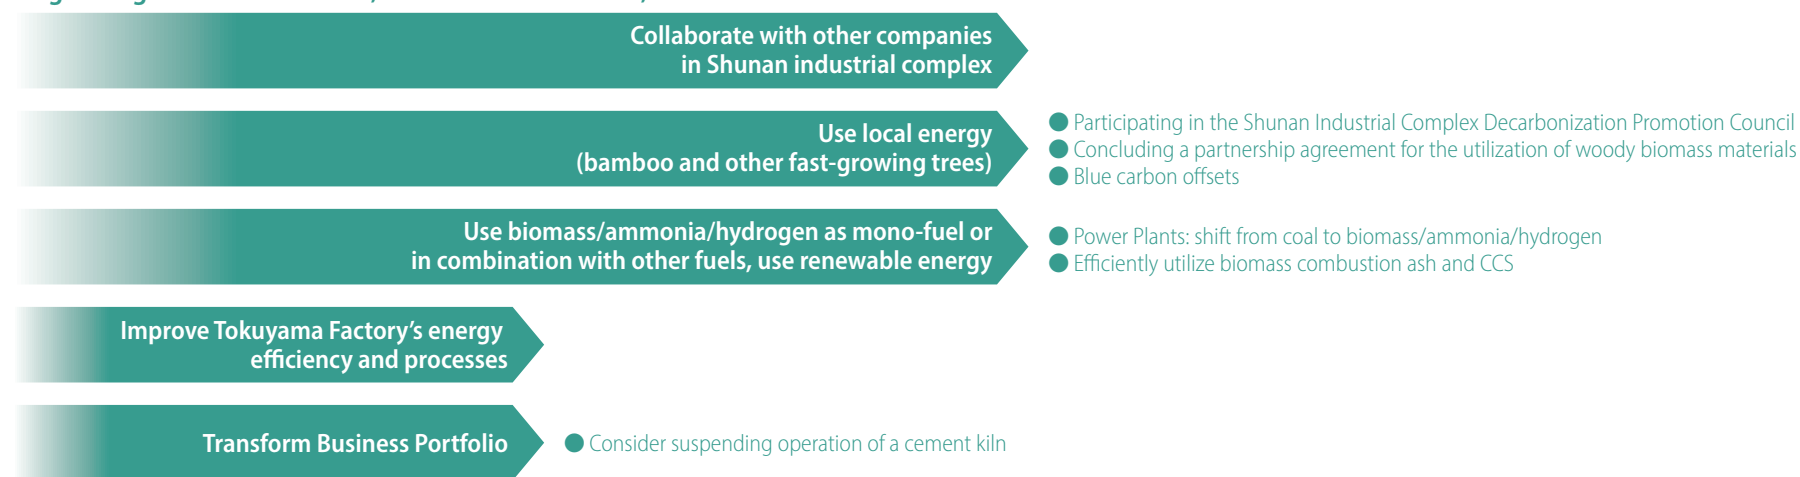 Collaborate with other companies
in Shunan industrial complex
Use local energy
(bamboo and other fast-growing trees)
● Participating in the Shunan Industrial Complex Decarbonization Promotion Council
● Concluding a partnership agreement for the utilization of woody biomass materials
● Blue carbon offsets
Use biomass/ammonia/hydrogen as mono-fuel or
in combination with other fuels, use renewable energy
● Power Plants: shift from coal to biomass/ammonia/hydrogen
● Efficiently utilize biomass combustion ash and CCS
Improve Tokuyama Factory’s energy
efficiency and processes
Transform Business Portfolio
● Consider suspending operation of a cement kiln